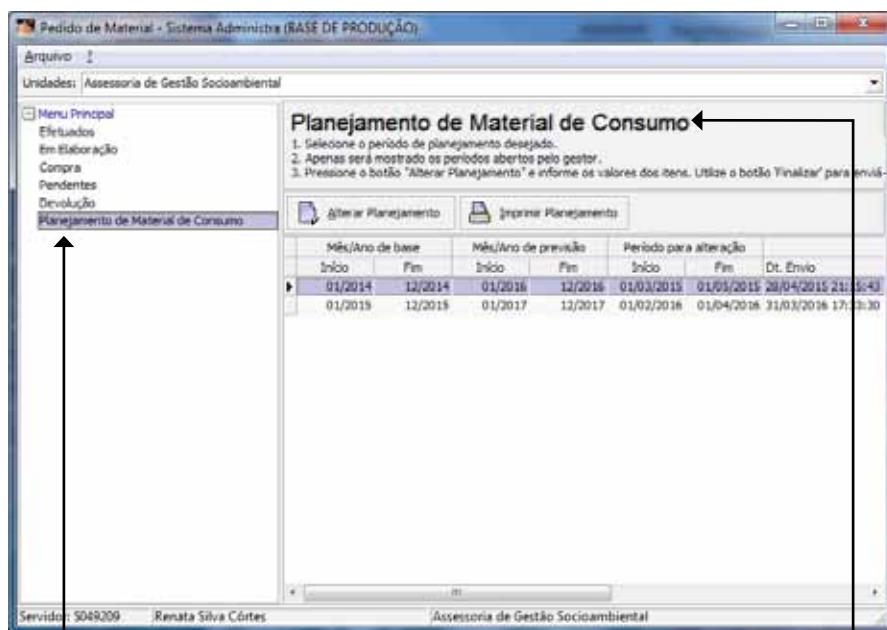 Pedido de Material - Sistema Administra (BASE DE PRODUÇÃO)
Arquivo ?
Unidades: Assessoria de Gestão Socioambiental
Menu Principal
Efetuados
Em Elaboração
Compra
Pendentes
Devolução
Planejamento de Material de Consumo
Planejamento de Material de Consumo
1. Selecione o período de planejamento desejado.
2. Apenas será mostrado os períodos abertos pelo gestor.
3. Pressione o botão "Alterar Planejamento" e informe os valores dos itens. Utilize o botão 'Finalizar' para enviá-
Alterar Planejamento Imprimir Planejamento
Mês/Ano de base Mês/Ano de previsão Período para alteração
Início Fim Início Fim Início Fim Dt. Envio
01/2014 12/2014 01/2016 12/2016 01/03/2015 01/05/2015 28/04/2015 21:15:43
01/2015 12/2015 01/2017 12/2017 01/02/2016 01/04/2016 31/03/2016 17:33:30
Servidor: S049209 Renata Silva Côrtes Assessoria de Gestão Socioambiental